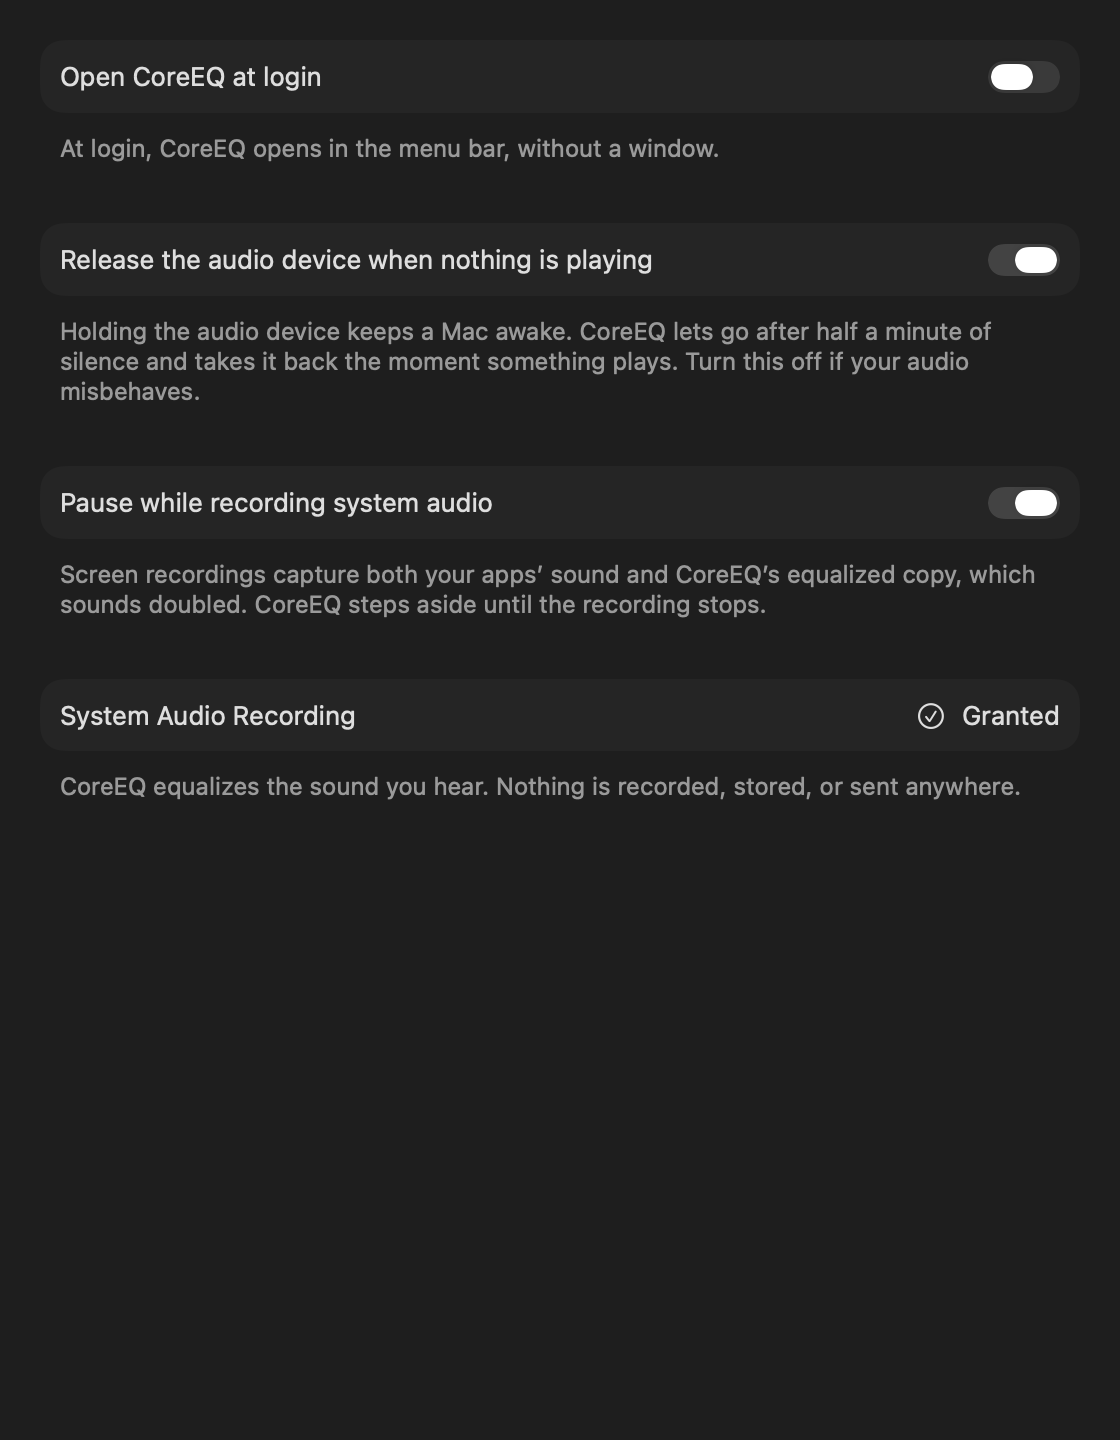 Open CoreEQ at login
At login, CoreEQ opens in the menu bar, without a window.
Release the audio device when nothing is playing
Holding the audio device keeps a Mac awake. CoreEQ lets go after half a minute of
silence and takes it back the moment something plays. Turn this off if your audio
misbehaves.
Pause while recording system audio
Screen recordings capture both your apps’ sound and CoreEQ’s equalized copy, which
sounds doubled. CoreEQ steps aside until the recording stops.
System Audio Recording Granted
CoreEQ equalizes the sound you hear. Nothing is recorded, stored, or sent anywhere.